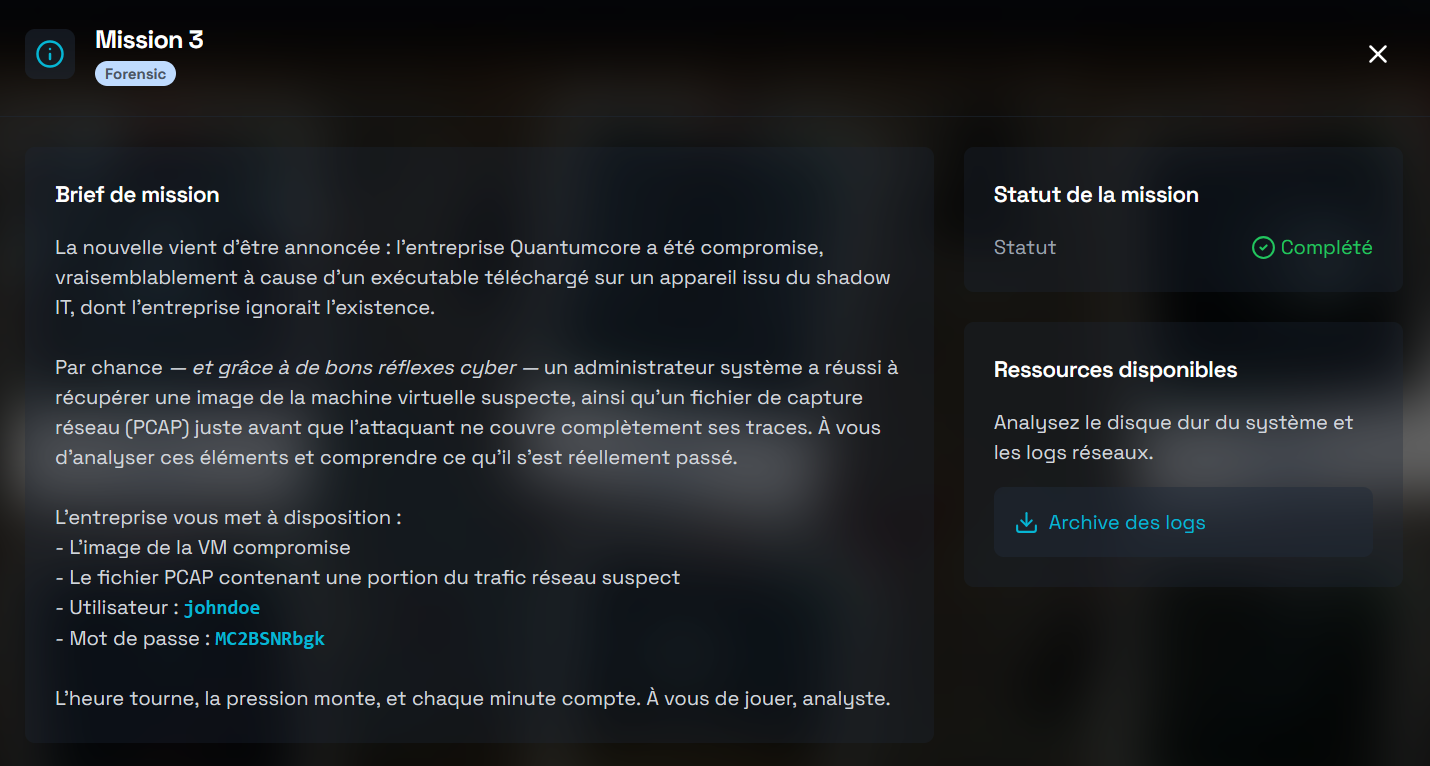 Mission 3
Forensic
Brief de mission
La nouvelle vient d’être annoncée : l’entreprise Quantumcore a été compromise,
vraisemblablement à cause d’un exécutable téléchargé sur un appareil issu du shadow
IT, dont l’entreprise ignorait l’existence.
Par chance — et grâce à de bons réflexes cyber — un administrateur système a réussi à
récupérer une image de la machine virtuelle suspecte, ainsi qu’un fichier de capture
réseau (PCAP) juste avant que l’attaquant ne couvre complètement ses traces. À vous
d’analyser ces éléments et comprendre ce qu’il s’est réellement passé.
L’entreprise vous met à disposition :
- L’image de la VM compromise
- Le fichier PCAP contenant une portion du trafic réseau suspect
- Utilisateur : johndoe
- Mot de passe : MC2BSNRbgk
L’heure tourne, la pression monte, et chaque minute compte. À vous de jouer, analyste.
Statut de la mission
Statut Complété
Ressources disponibles
Analysez le disque dur du système et
les logs réseaux.
Archive des logs